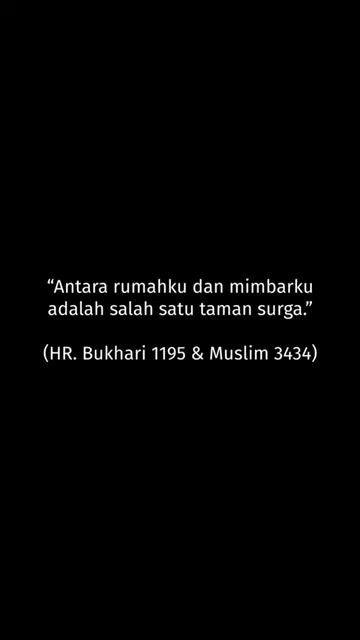 “Antara rumahku dan mimbarku
adalah salah satu taman surga.”
(HR. Bukhari 1195 & Muslim 3434)